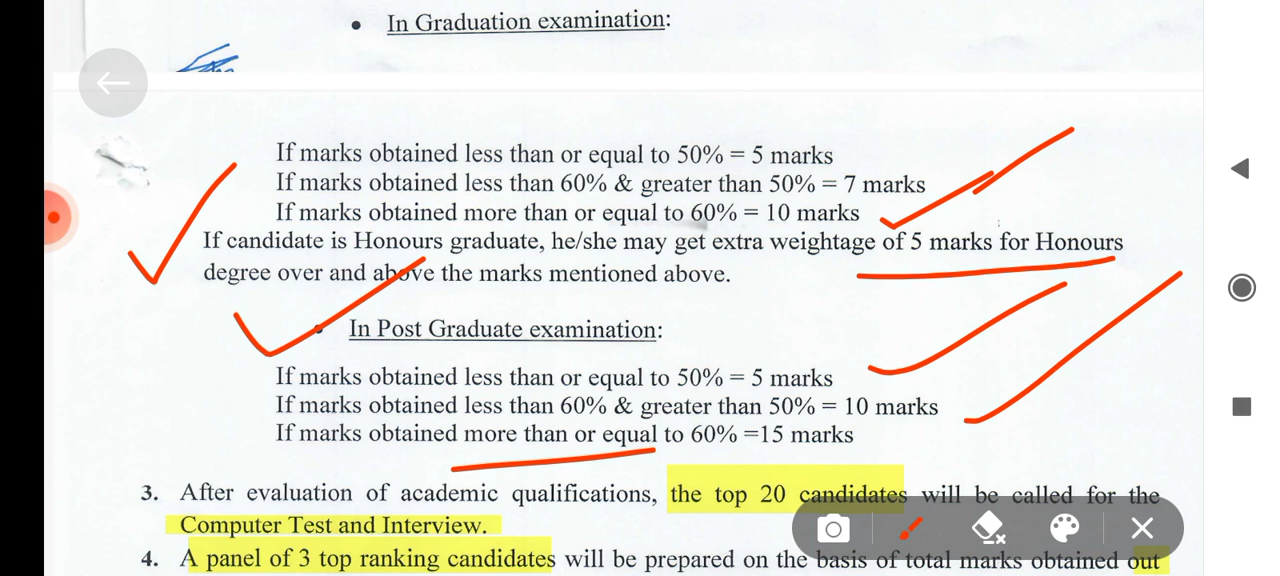 • In Graduation examination:
If marks obtained less than or equal to 50% = 5 marks
If marks obtained less than 60% & greater than 50% = 7 marks
If marks obtained more than or equal to 60% = 10 marks
If candidate is Honours graduate, he/she may get extra weightage of 5 marks for Honours
degree over and above the marks mentioned above.
• In Post Graduate examination:
If marks obtained less than or equal to 50% = 5 marks
If marks obtained less than 60% & greater than 50% = 10 marks
If marks obtained more than or equal to 60% =15 marks
3. After evaluation of academic qualifications, the top 20 candidates will be called for the
Computer Test and Interview.
4. A panel of 3 top ranking candidates will be prepared on the basis of total marks obtained out